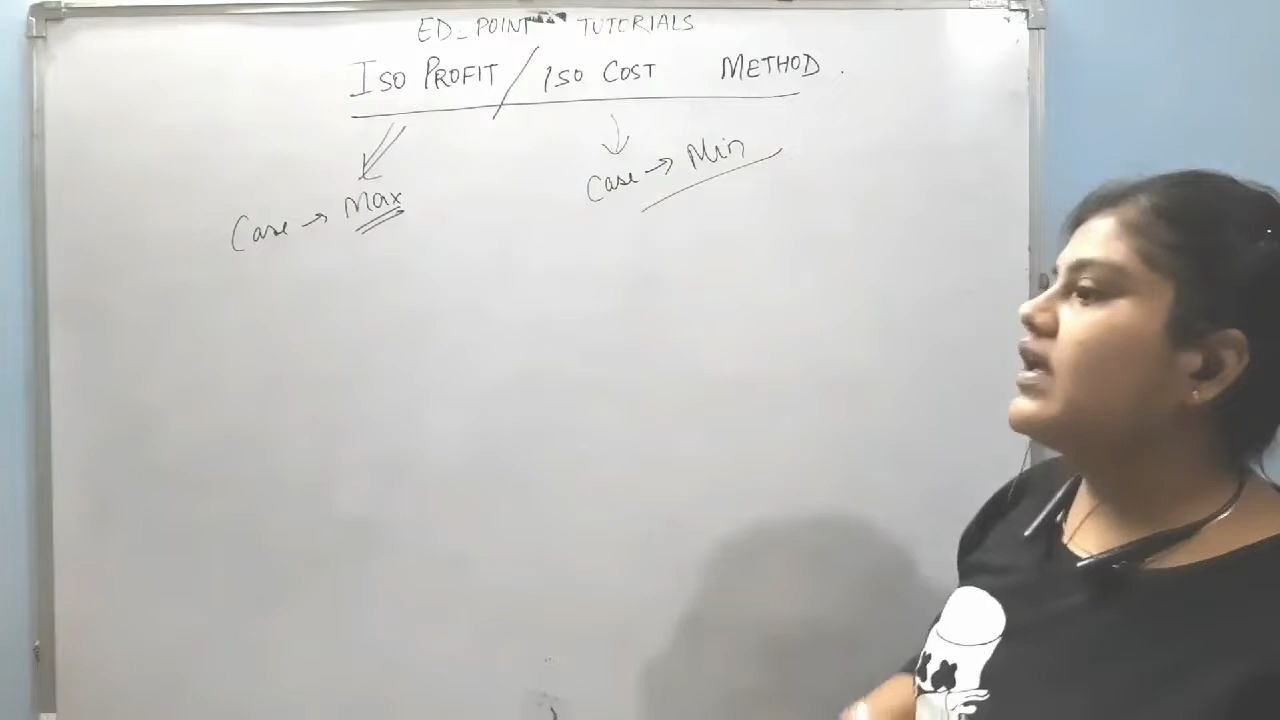 ED_POINT TUTORIALS
ISO PROFIT / ISO COST METHOD.
Case → Max
Case → Min